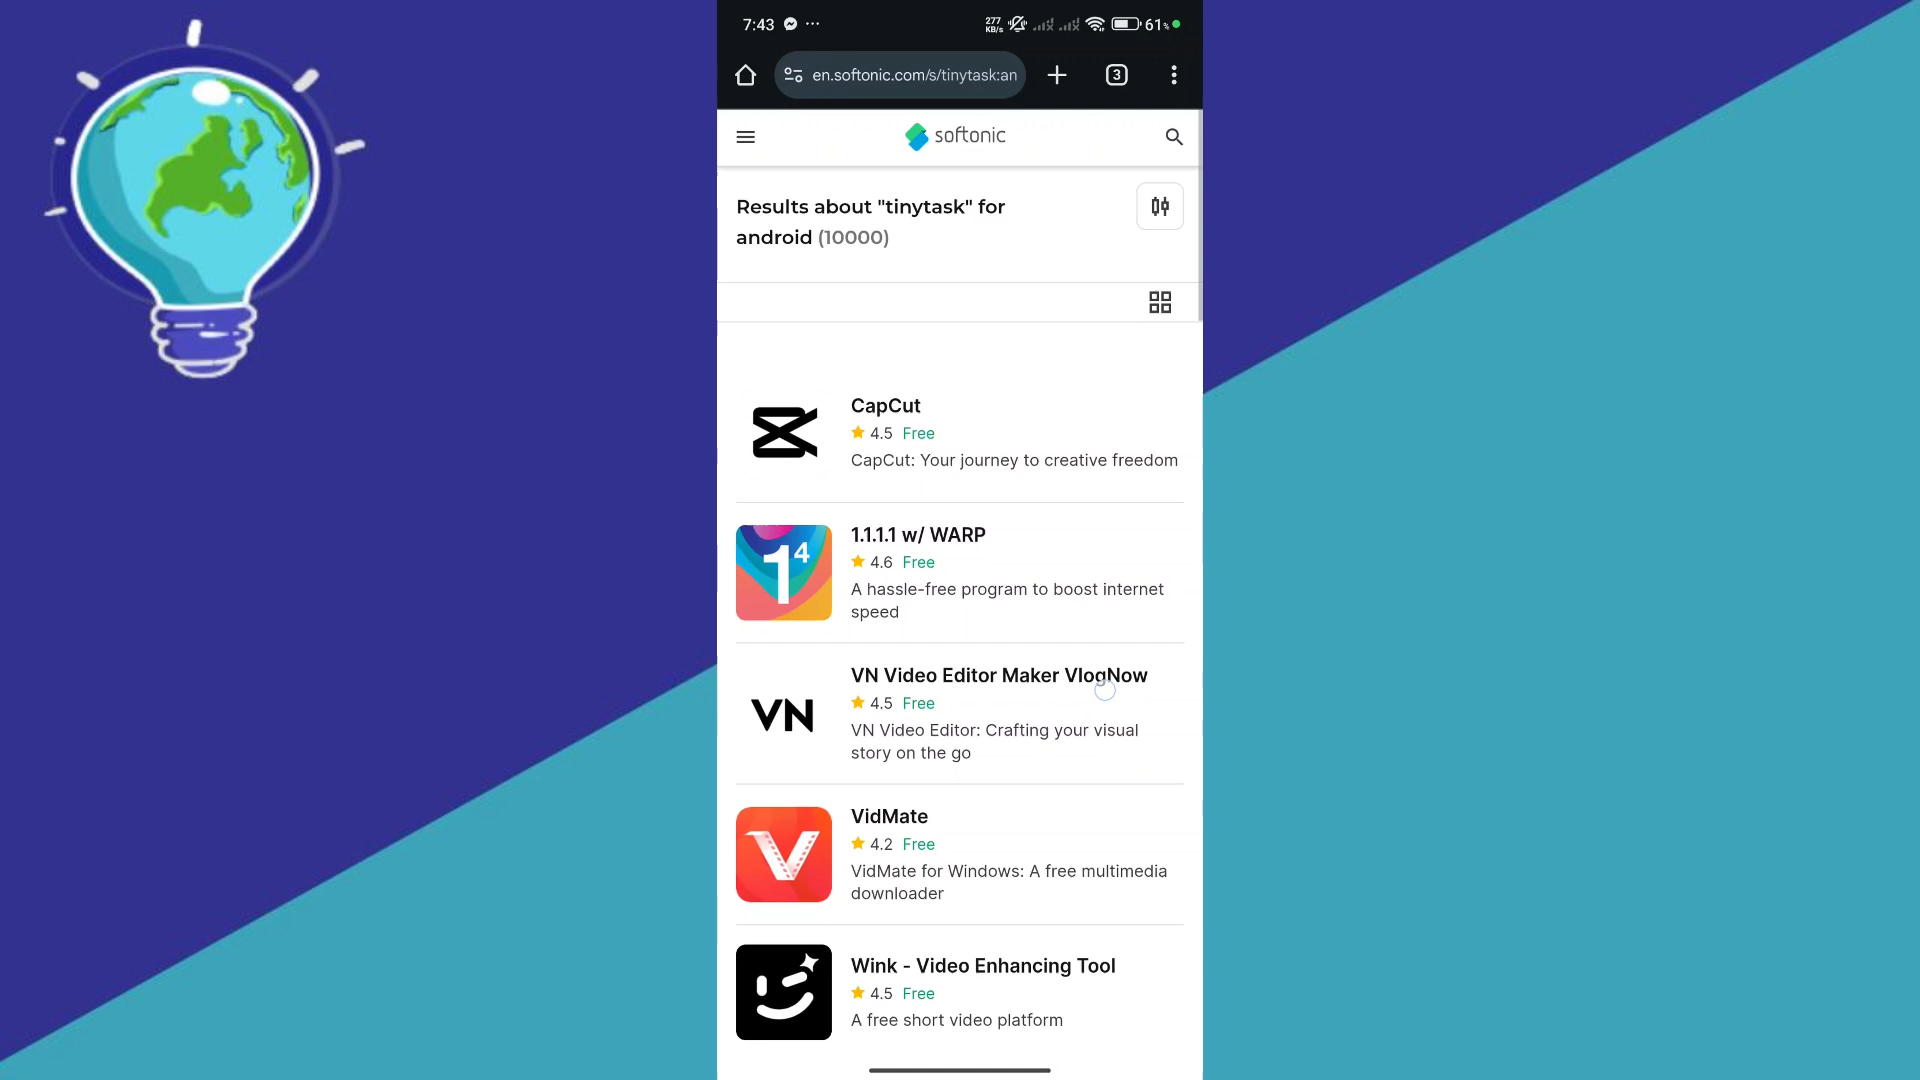 7:43
277
KB/s
61%
en.softonic.com/s/tinytask:an
3
softonic
Results about "tinytask" for
android (10000)
CapCut
4.5 Free
CapCut: Your journey to creative freedom
1.1.1.1 w/ WARP
4.6 Free
A hassle-free program to boost internet
speed
1⁴
VN Video Editor Maker VlogNow
4.5 Free
VN Video Editor: Crafting your visual
story on the go
VN
VidMate
4.2 Free
VidMate for Windows: A free multimedia
downloader
Wink - Video Enhancing Tool
4.5 Free
A free short video platform